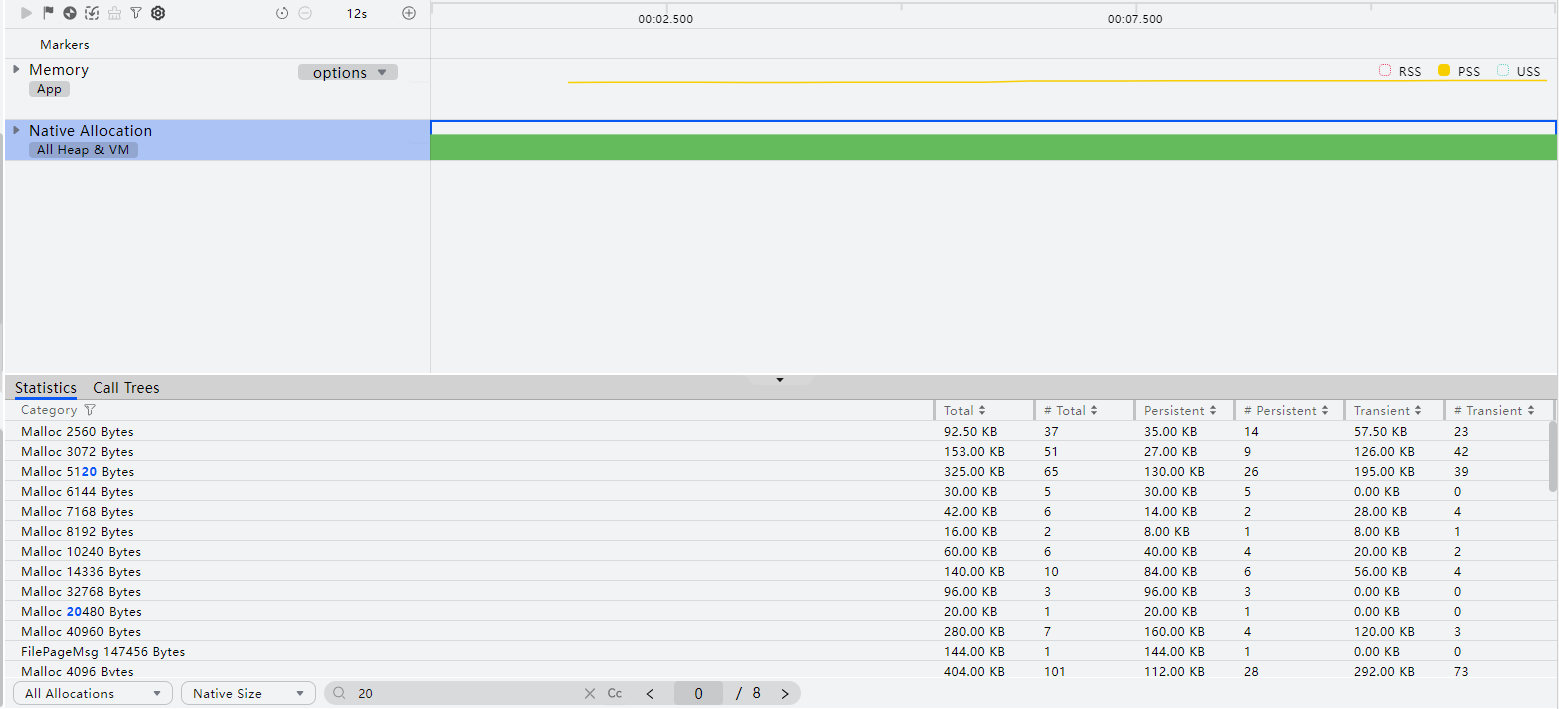 12s
00:02.500 00:07.500
Markers
Memory options RSS PSS USS
App
Native Allocation
All Heap & VM
Statistics Call Trees
Category Total # Total Persistent # Persistent Transient # Transient
Malloc 2560 Bytes 92.50 KB 37 35.00 KB 14 57.50 KB 23
Malloc 3072 Bytes 153.00 KB 51 27.00 KB 9 126.00 KB 42
Malloc 5120 Bytes 325.00 KB 65 130.00 KB 26 195.00 KB 39
Malloc 6144 Bytes 30.00 KB 5 30.00 KB 5 0.00 KB 0
Malloc 7168 Bytes 42.00 KB 6 14.00 KB 2 28.00 KB 4
Malloc 8192 Bytes 16.00 KB 2 8.00 KB 1 8.00 KB 1
Malloc 10240 Bytes 60.00 KB 6 40.00 KB 4 20.00 KB 2
Malloc 14336 Bytes 140.00 KB 10 84.00 KB 6 56.00 KB 4
Malloc 32768 Bytes 96.00 KB 3 96.00 KB 3 0.00 KB 0
Malloc 20480 Bytes 20.00 KB 1 20.00 KB 1 0.00 KB 0
Malloc 40960 Bytes 280.00 KB 7 160.00 KB 4 120.00 KB 3
FilePageMsg 147456 Bytes 144.00 KB 1 144.00 KB 1 0.00 KB 0
Malloc 4096 Bytes 404.00 KB 101 112.00 KB 28 292.00 KB 73
All Allocations Native Size 20 Cc 0 / 8